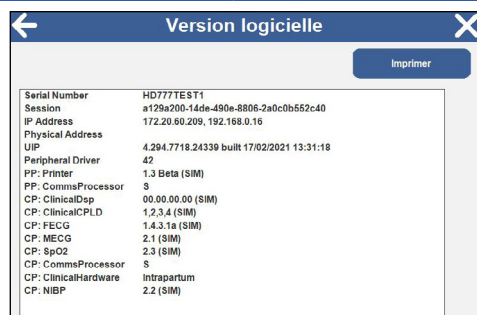 Version logicielle
Imprimer
Serial Number HD777TEST1
Session a129a200-14de-490e-8806-2a0c0b552c40
IP Address 172.20.60.209, 192.168.0.16
Physical Address
UIP 4.294.7718.24339 built 17/02/2021 13:31:18
Peripheral Driver 42
PP: Printer 1.3 Beta (SIM)
PP: CommsProcessor S
CP: ClinicalDsp 00.00.00.00 (SIM)
CP: ClinicalCPLD 1,2,3,4 (SIM)
CP: FECG 1.4.3.1a (SIM)
CP: MECG 2.1 (SIM)
CP: SpO2 2.3 (SIM)
CP: CommsProcessor S
CP: ClinicalHardware Intrapartum
CP: NIBP 2.2 (SIM)